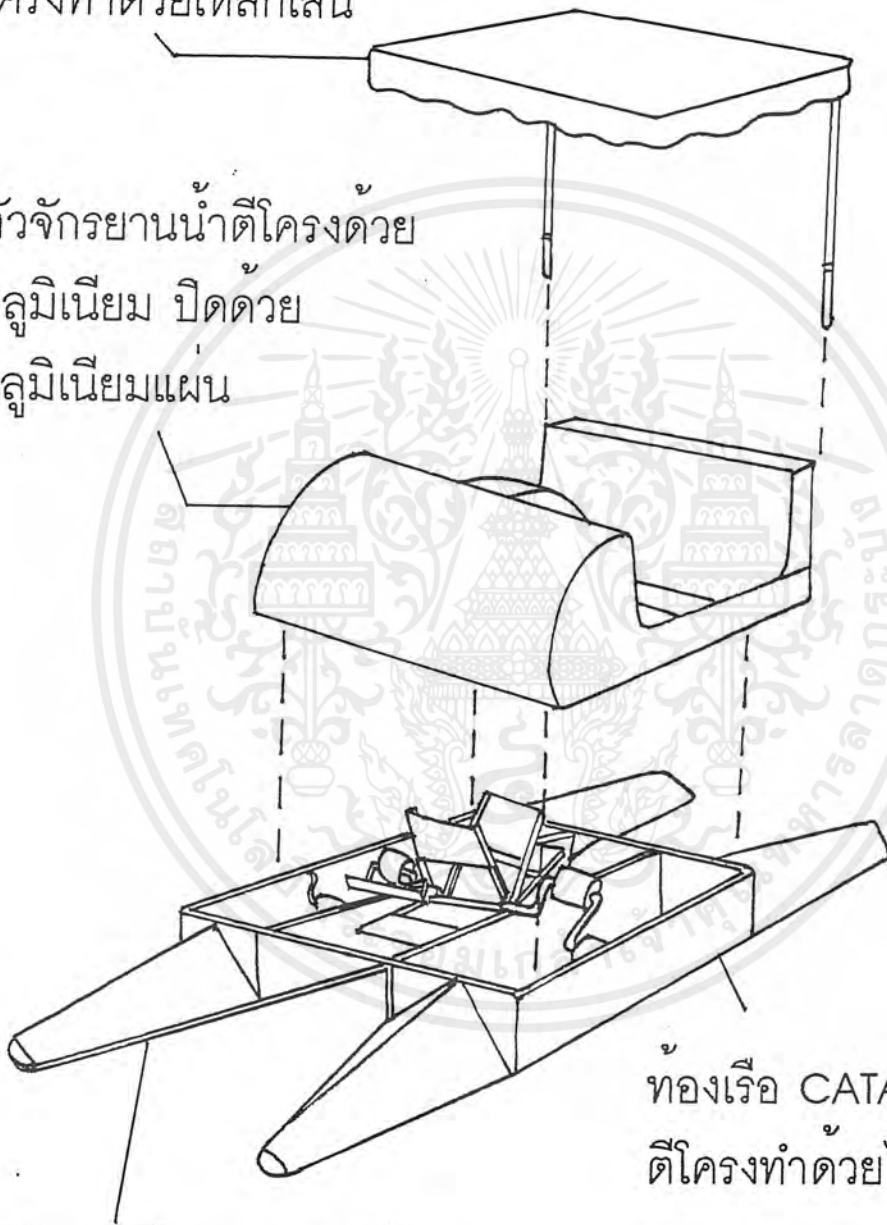 ตัวจักรยานน้ำตีโครงด้วย
ลูมิเนียม ปิดด้วย
ลูมิเนียมแผ่น
ท้องเรือ CATA
ตีโครงทำด้วย